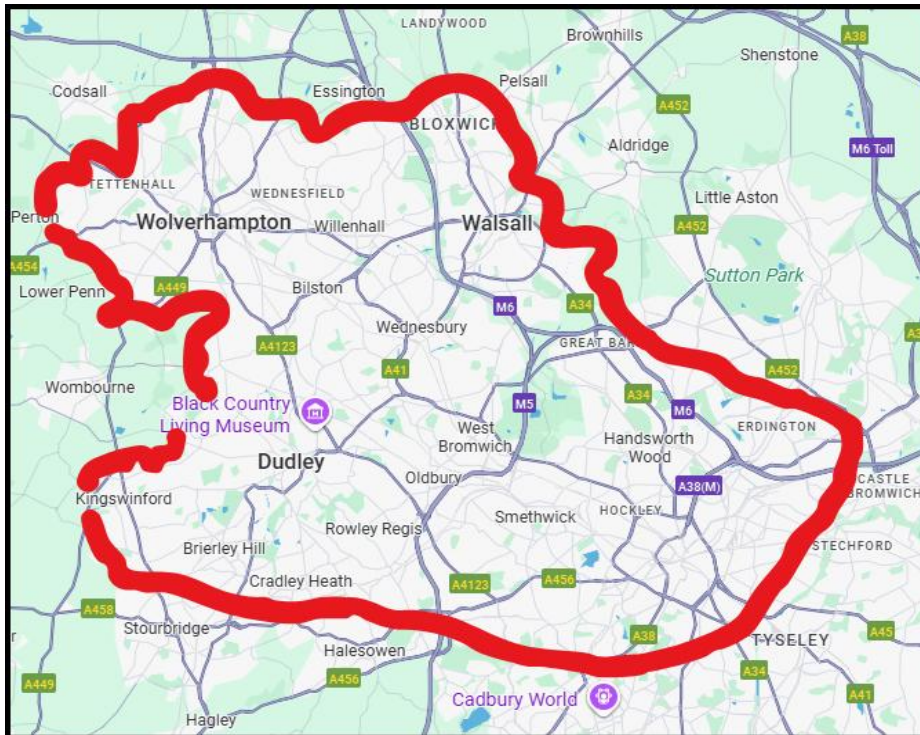 LANDYWOOD
A38
Brownhills
Shenstone
Codsall
Essington
Pelsall
A452
BLOXWICH
M6 Toll
Aldridge
TETTENHALL
WEDNESFIELD
Little Aston
Perton
Wolverhampton
Willenhall
Walsall
A452
A454
Sutton Park
Lower Penn
A449
Bilston
M6
A34
Wednesbury
A4123
GREAT BAR
A41
A452
Wombourne
Black Country
Living Museum
M5
A34
M6
West
Bromwich
Handsworth
Wood
ERDINGTON
Dudley
Oldbury
A38(M)
CASTLE
BROMWICH
Kingswinford
Smethwick
HOCKLEY
Rowley Regis
Brierley Hill
STECHFORD
Cradley Heath
A4123
A456
A458
Stourbridge
A38
TYSELEY
A45
Halesowen
A449
A456
A34
Cadbury World
A41
Hagley